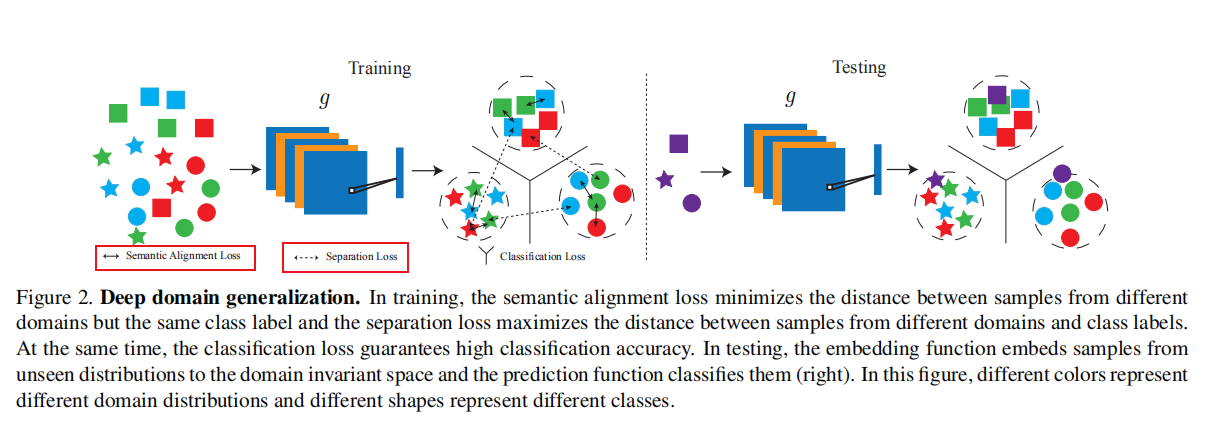 Training
Testing
g
g
Semantic Alignment Loss
Separation Loss
Classification Loss
Figure 2. Deep domain generalization. In training, the semantic alignment loss minimizes the distance between samples from different
domains but the same class label and the separation loss maximizes the distance between samples from different domains and class labels.
At the same time, the classification loss guarantees high classification accuracy. In testing, the embedding function embeds samples from
unseen distributions to the domain invariant space and the prediction function classifies them (right). In this figure, different colors represent
different domain distributions and different shapes represent different classes.